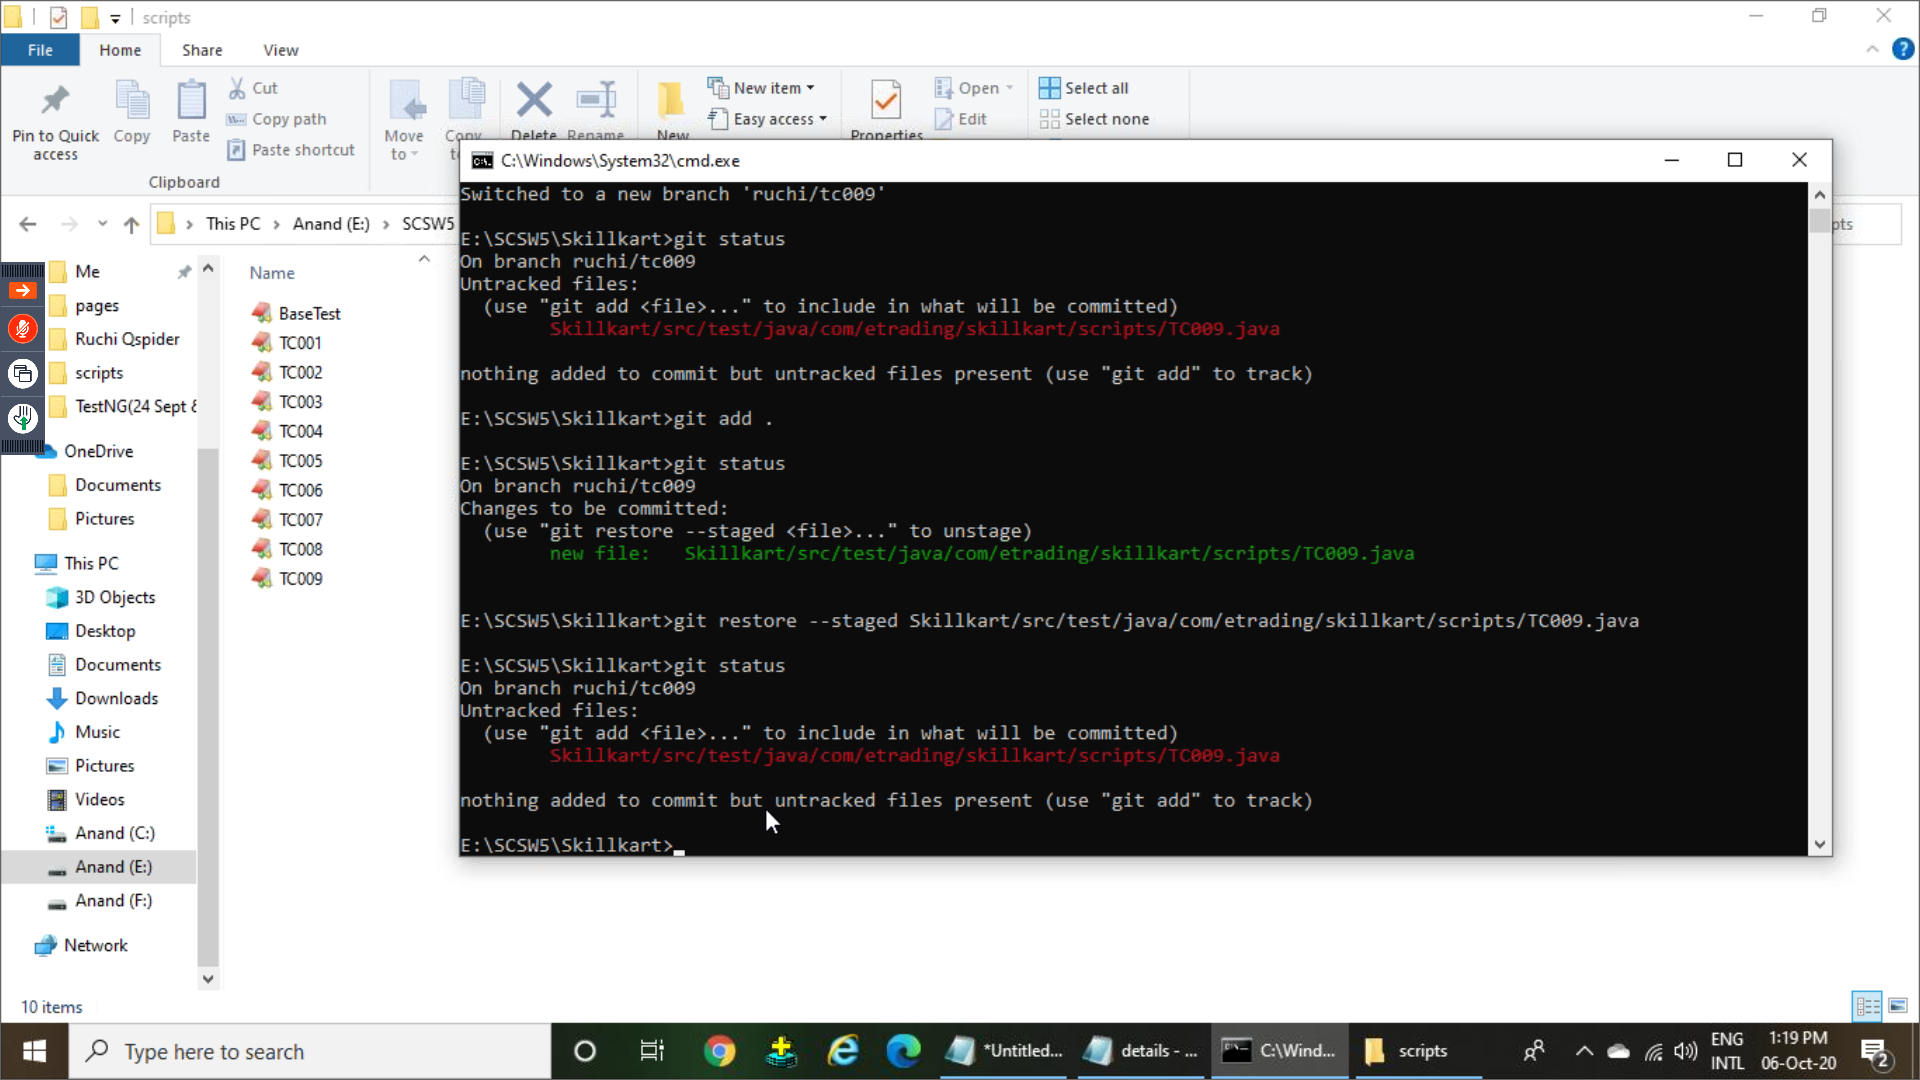 scripts
File
Home
Share
View
Pin to Quick access
Copy
Paste
Cut
Copy path
Paste shortcut
Clipboard
Move to
Copy
Delete
Rename
New
New item
Easy access
Properties
Open
Edit
Select all
Select none
This PC > Anand (E:) > SCSW5
Me
pages
Ruchi Qspider
scripts
TestNG(24 Sept &
OneDrive
Documents
Pictures
This PC
3D Objects
Desktop
Documents
Downloads
Music
Pictures
Videos
Anand (C:)
Anand (E:)
Anand (F:)
Network
10 items
Name
BaseTest
TC001
TC002
TC003
TC004
TC005
TC006
TC007
TC008
TC009
C:\Windows\System32\cmd.exe
Switched to a new branch 'ruchi/tc009'
E:\SCSW5\Skillkart>git status
On branch ruchi/tc009
Untracked files:
(use "git add <file>..." to include in what will be committed)
Skillkart/src/test/java/com/etrading/skillkart/scripts/TC009.java
nothing added to commit but untracked files present (use "git add" to track)
E:\SCSW5\Skillkart>git add .
E:\SCSW5\Skillkart>git status
On branch ruchi/tc009
Changes to be committed:
(use "git restore --staged <file>..." to unstage)
new file:   Skillkart/src/test/java/com/etrading/skillkart/scripts/TC009.java
E:\SCSW5\Skillkart>git restore --staged Skillkart/src/test/java/com/etrading/skillkart/scripts/TC009.java
E:\SCSW5\Skillkart>git status
On branch ruchi/tc009
Untracked files:
(use "git add <file>..." to include in what will be committed)
Skillkart/src/test/java/com/etrading/skillkart/scripts/TC009.java
nothing added to commit but untracked files present (use "git add" to track)
E:\SCSW5\Skillkart>
Type here to search
*Untitled...
details - ...
C:\Wind...
scripts
ENG
INTL
1:19 PM
06-Oct-20
2